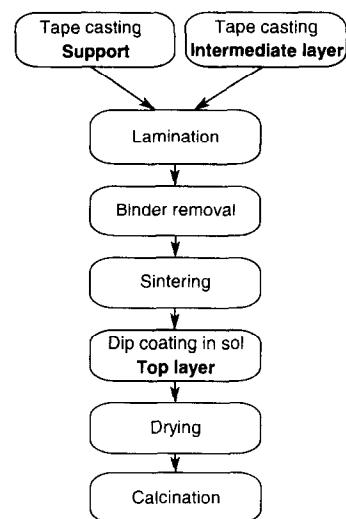 Tape casting
Support
Tape casting
Intermediate layer
Lamination
Binder removal
Sintering
Dip coating in sol
Top layer
Drying
Calcination